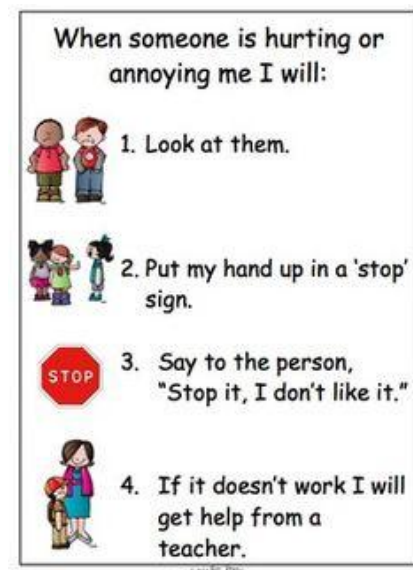 When someone is hurting or
annoying me I will:
1. Look at them.
2. Put my hand up in a ‘stop’
sign.
STOP
3. Say to the person,
“Stop it, I don’t like it.”
4. If it doesn’t work I will
get help from a
teacher.